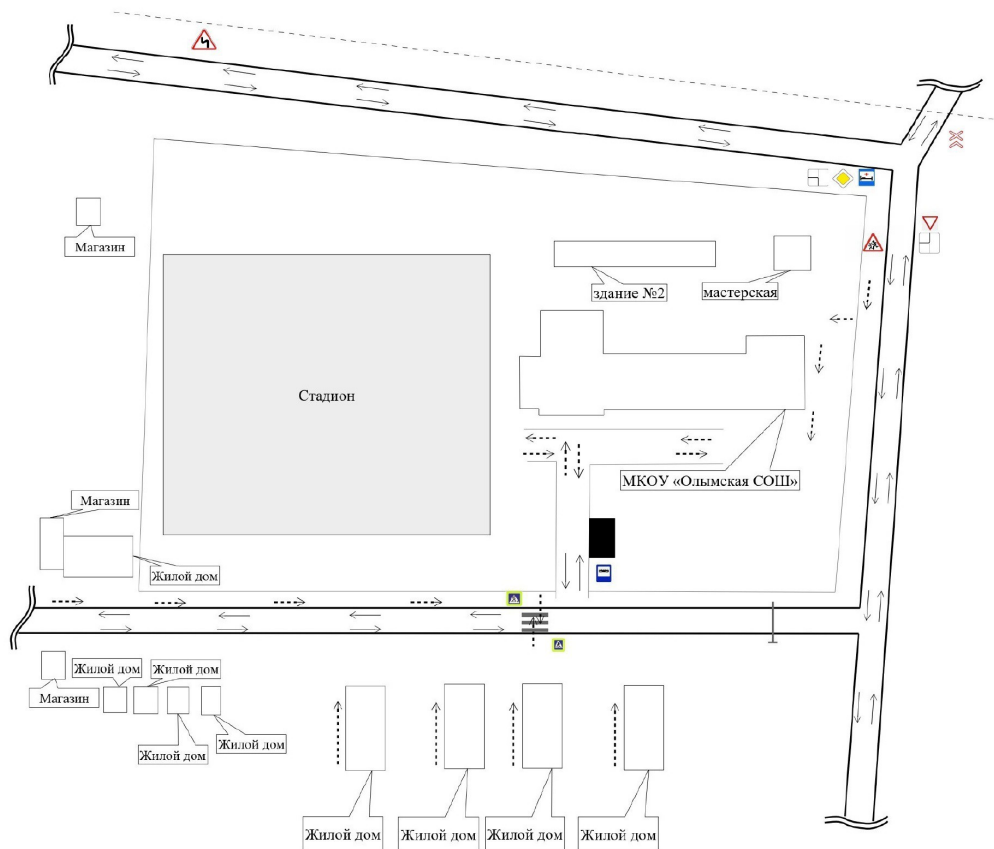 Магазин
здание №2
мастерская
Стадион
МКОУ «Олымская СОШ»
Магазин
Жилой дом
Жилой дом
Жилой дом
Магазин
Жилой дом
Жилой дом
Жилой дом
Жилой дом
Жилой дом
Жилой дом